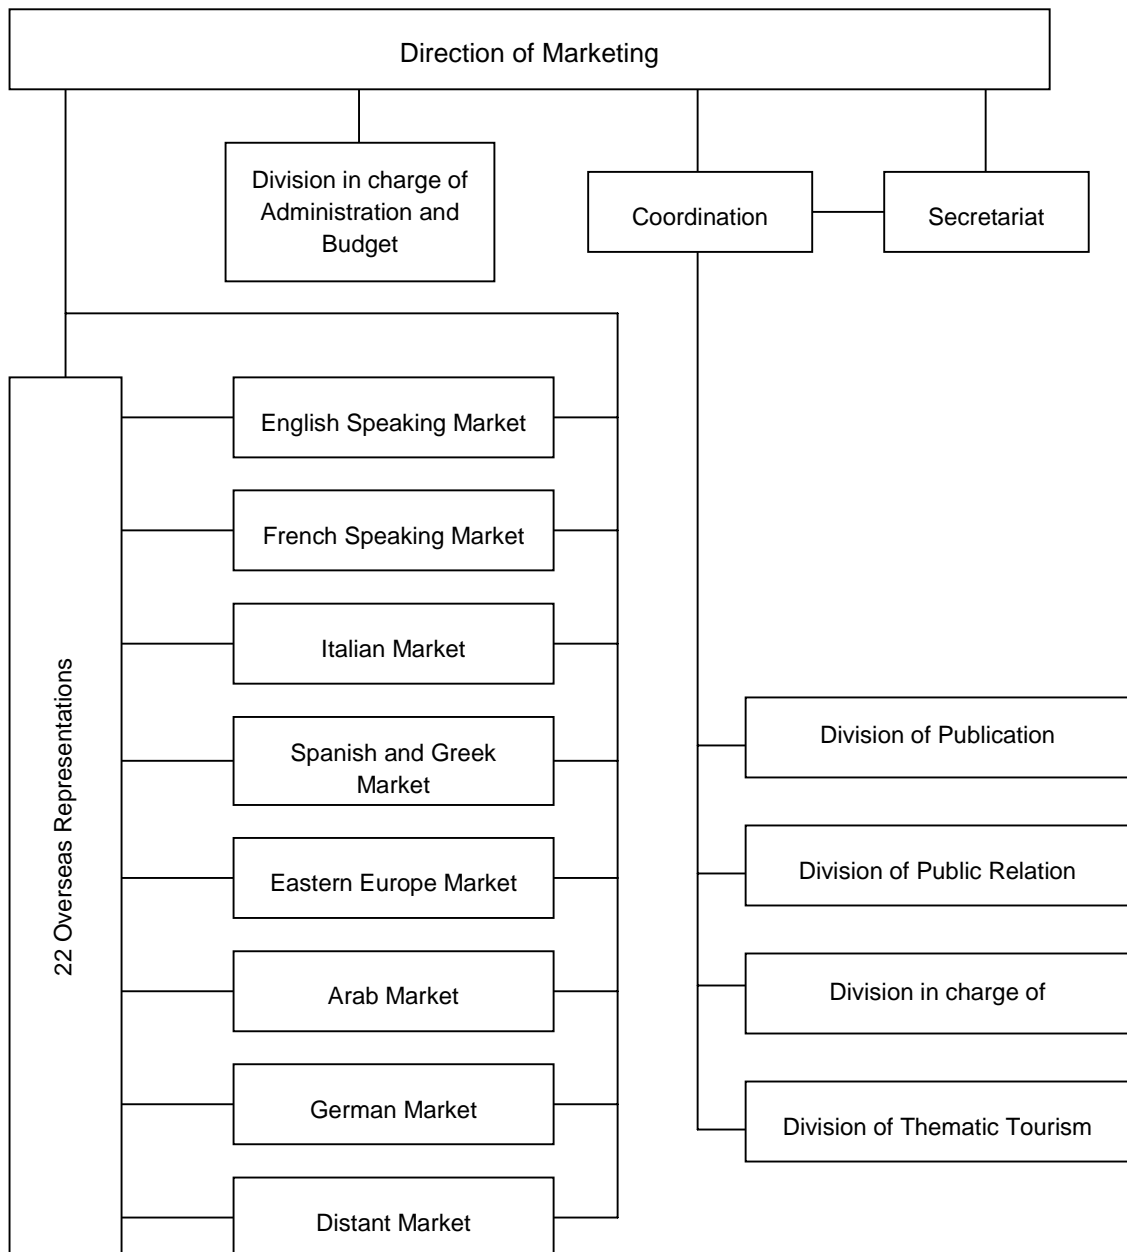 Direction of Marketing
Division in charge of
Administration and
Budget
Coordination
Secretariat
22 Overseas Representations
English Speaking Market
French Speaking Market
Italian Market
Spanish and Greek
Market
Eastern Europe Market
Arab Market
German Market
Distant Market
Division of Publication
Division of Public Relation
Division in charge of
Division of Thematic Tourism